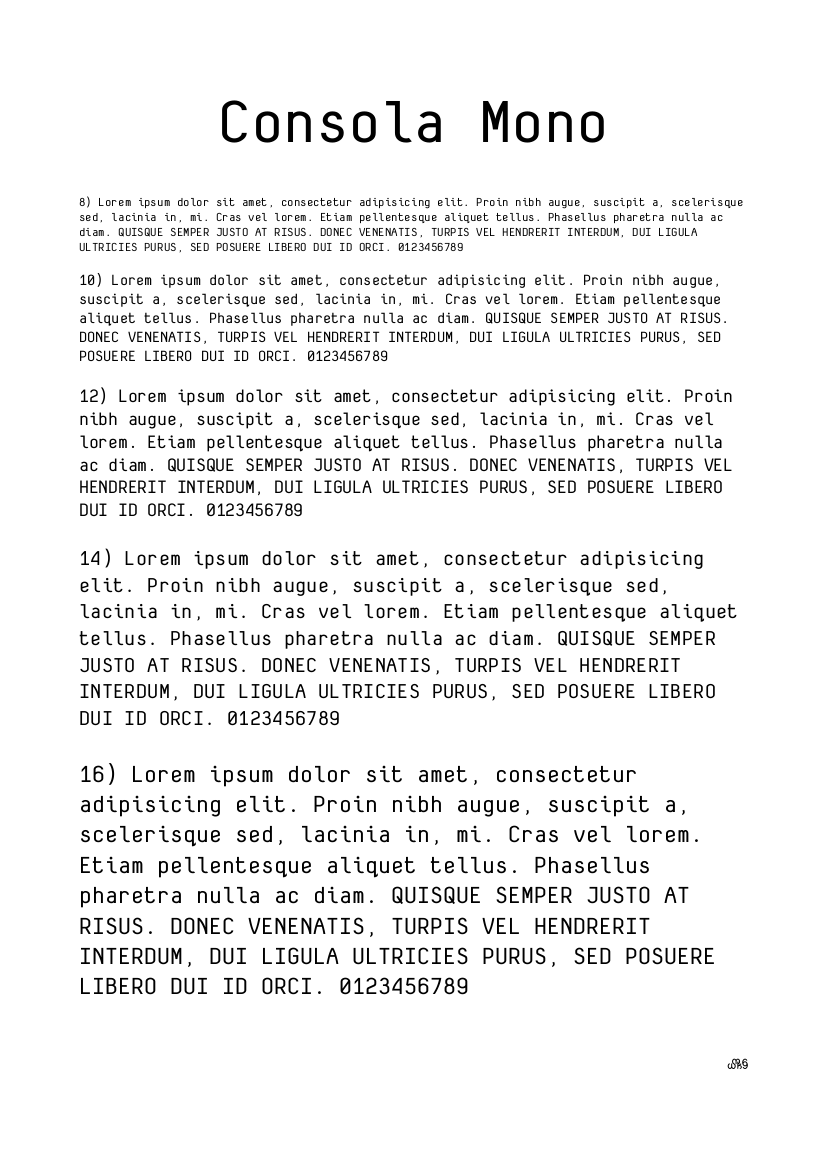 Consola Mono
8) Lorem ipsum dolor sit amet, consectetur adipisicing elit. Proin nibh augue, suscipit a, scelerisque
sed, lacinia in, mi. Cras vel lorem. Etiam pellentesque aliquet tellus. Phasellus pharetra nulla ac
diam. QUISQUE SEMPER JUSTO AT RISUS. DONEC VENENATIS, TURPIS VEL HENDRERIT INTERDUM, DUI LIGULA
ULTRICIES PURUS, SED POSUERE LIBERO DUI ID ORCI. 0123456789
10) Lorem ipsum dolor sit amet, consectetur adipisicing elit. Proin nibh augue,
suscipit a, scelerisque sed, lacinia in, mi. Cras vel lorem. Etiam pellentesque
aliquet tellus. Phasellus pharetra nulla ac diam. QUISQUE SEMPER JUSTO AT RISUS.
DONEC VENENATIS, TURPIS VEL HENDRERIT INTERDUM, DUI LIGULA ULTRICIES PURUS, SED
POSUERE LIBERO DUI ID ORCI. 0123456789
12) Lorem ipsum dolor sit amet, consectetur adipisicing elit. Proin
nibh augue, suscipit a, scelerisque sed, lacinia in, mi. Cras vel
lorem. Etiam pellentesque aliquet tellus. Phasellus pharetra nulla
ac diam. QUISQUE SEMPER JUSTO AT RISUS. DONEC VENENATIS, TURPIS VEL
HENDRERIT INTERDUM, DUI LIGULA ULTRICIES PURUS, SED POSUERE LIBERO
DUI ID ORCI. 0123456789
14) Lorem ipsum dolor sit amet, consectetur adipisicing
elit. Proin nibh augue, suscipit a, scelerisque sed,
lacinia in, mi. Cras vel lorem. Etiam pellentesque aliquet
tellus. Phasellus pharetra nulla ac diam. QUISQUE SEMPER
JUSTO AT RISUS. DONEC VENENATIS, TURPIS VEL HENDRERIT
INTERDUM, DUI LIGULA ULTRICIES PURUS, SED POSUERE LIBERO
DUI ID ORCI. 0123456789
16) Lorem ipsum dolor sit amet, consectetur
adipisicing elit. Proin nibh augue, suscipit a,
scelerisque sed, lacinia in, mi. Cras vel lorem.
Etiam pellentesque aliquet tellus. Phasellus
pharetra nulla ac diam. QUISQUE SEMPER JUSTO AT
RISUS. DONEC VENENATIS, TURPIS VEL HENDRERIT
INTERDUM, DUI LIGULA ULTRICIES PURUS, SED POSUERE
LIBERO DUI ID ORCI. 0123456789